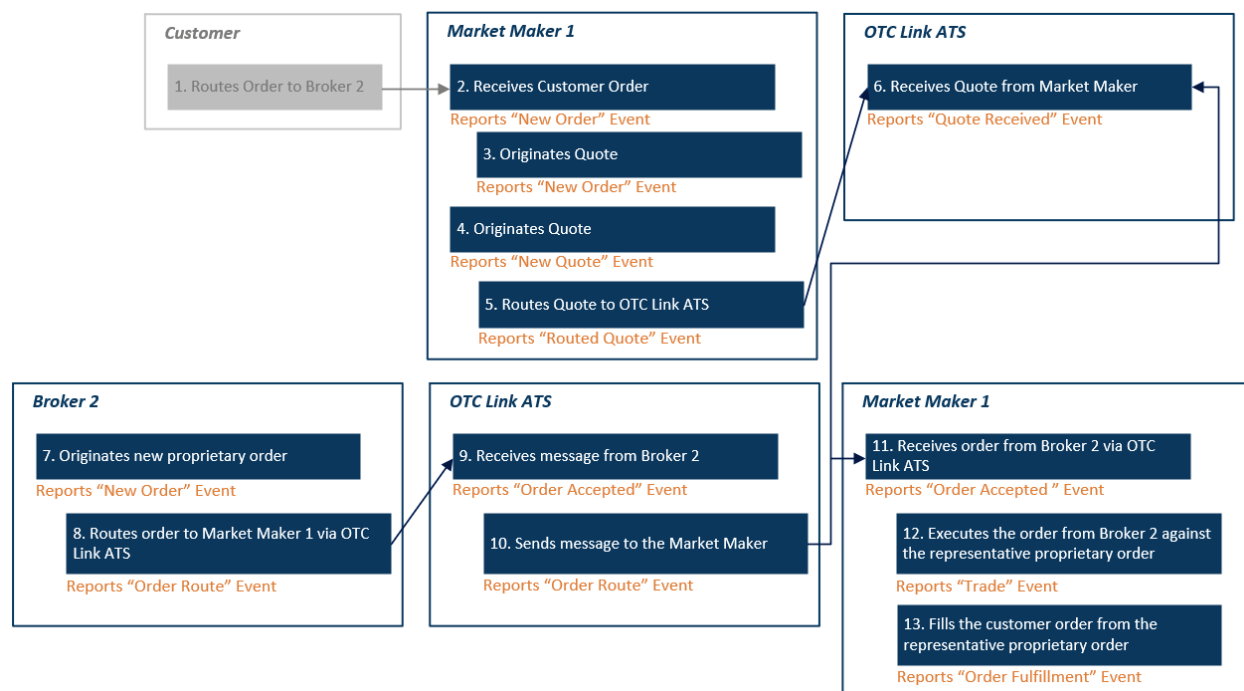 Customer
1. Routes Order to Broker 2
Market Maker 1
2. Receives Customer Order
Reports “New Order” Event
3. Originates Quote
Reports “New Order” Event
4. Originates Quote
Reports “New Quote” Event
5. Routes Quote to OTC Link ATS
Reports “Routed Quote” Event
OTC Link ATS
6. Receives Quote from Market Maker
Reports “Quote Received” Event
Broker 2
7. Originates new proprietary order
Reports “New Order” Event
8. Routes order to Market Maker 1 via OTC
Link ATS
Reports “Order Route” Event
OTC Link ATS
9. Receives message from Broker 2
Reports “Order Accepted” Event
10. Sends message to the Market Maker
Reports “Order Route” Event
Market Maker 1
11. Receives order from Broker 2 via OTC
Link ATS
Reports “Order Accepted ” Event
12. Executes the order from Broker 2 against
the representative proprietary order
Reports “Trade” Event
13. Fills the customer order from the
representative proprietary order
Reports “Order Fulfillment” Event